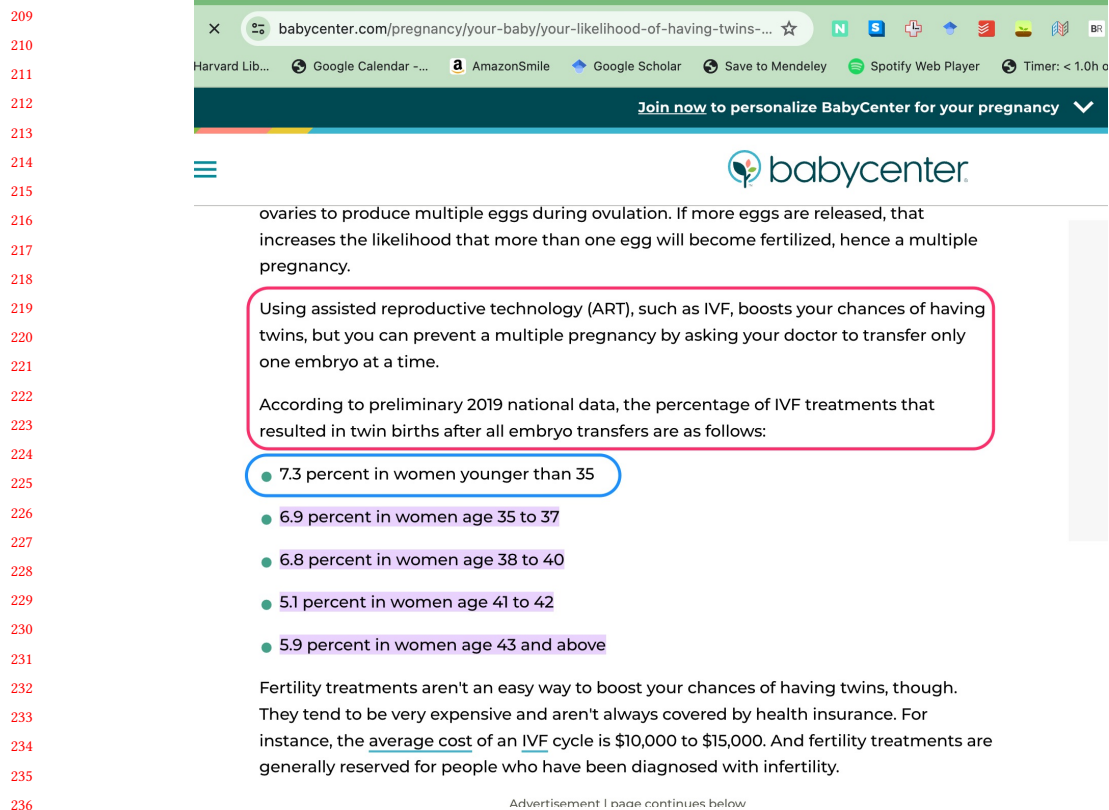 209
210
211
212
213
214
215
216
217
218
219
220
221
222
223
224
225
226
227
228
229
230
231
232
233
234
235
236
babycenter.com/pregnancy/your-baby/your-likelihood-of-having-twins-...
N S BR
Harvard Lib... Google Calendar -... a AmazonSmile Google Scholar Save to Mendeley Spotify Web Player Timer: < 1.0h o
Join now to personalize BabyCenter for your pregnancy
babycenter
ovaries to produce multiple eggs during ovulation. If more eggs are released, that
increases the likelihood that more than one egg will become fertilized, hence a multiple
pregnancy.
Using assisted reproductive technology (ART), such as IVF, boosts your chances of having
twins, but you can prevent a multiple pregnancy by asking your doctor to transfer only
one embryo at a time.
According to preliminary 2019 national data, the percentage of IVF treatments that
resulted in twin births after all embryo transfers are as follows:
7.3 percent in women younger than 35
6.9 percent in women age 35 to 37
6.8 percent in women age 38 to 40
5.1 percent in women age 41 to 42
5.9 percent in women age 43 and above
Fertility treatments aren't an easy way to boost your chances of having twins, though.
They tend to be very expensive and aren't always covered by health insurance. For
instance, the average cost of an IVF cycle is $10,000 to $15,000. And fertility treatments are
generally reserved for people who have been diagnosed with infertility.
Advertisement | page continues below